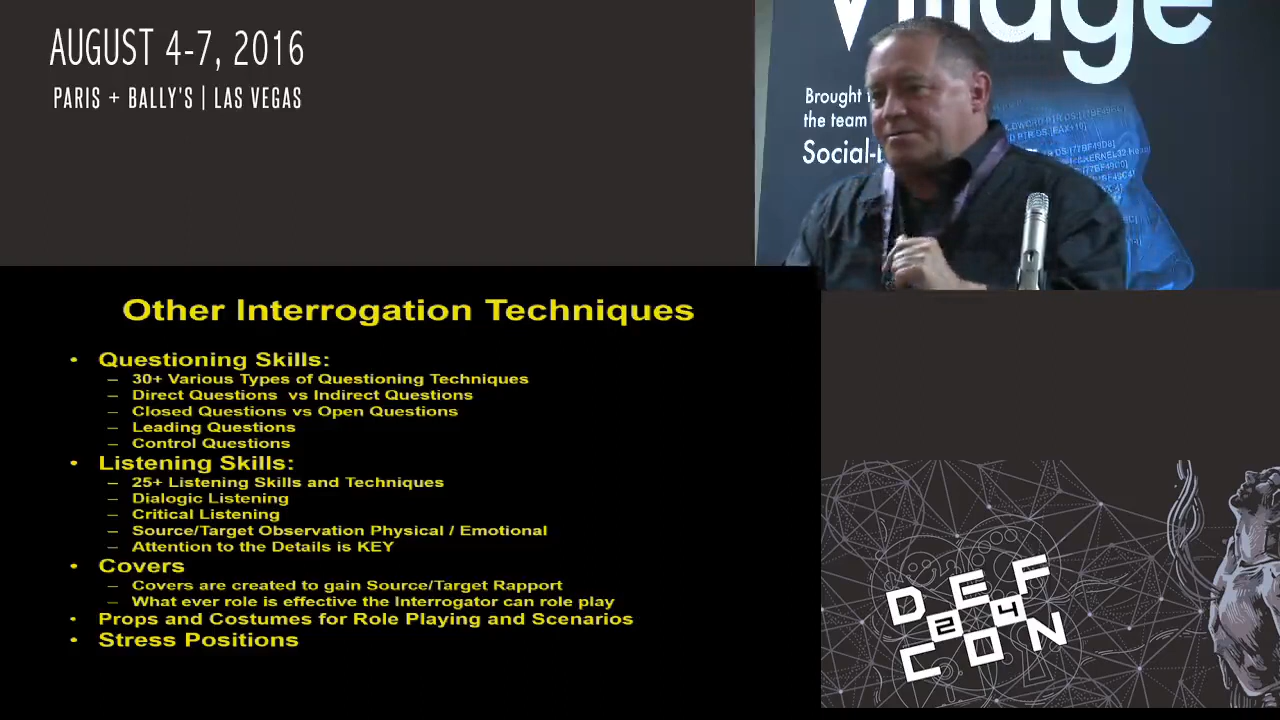 AUGUST 4-7, 2016
PARIS + BALLY'S | LAS VEGAS
Village
Brought
the team
Social-
Other Interrogation Techniques
• Questioning Skills:
– 30+ Various Types of Questioning Techniques
– Direct Questions vs Indirect Questions
– Closed Questions vs Open Questions
– Leading Questions
– Control Questions
• Listening Skills:
– 25+ Listening Skills and Techniques
– Dialogic Listening
– Critical Listening
– Source/Target Observation Physical / Emotional
– Attention to the Details is KEY
• Covers
– Covers are created to gain Source/Target Rapport
– What ever role is effective the Interrogator can role play
• Props and Costumes for Role Playing and Scenarios
• Stress Positions
DEF
24
CON